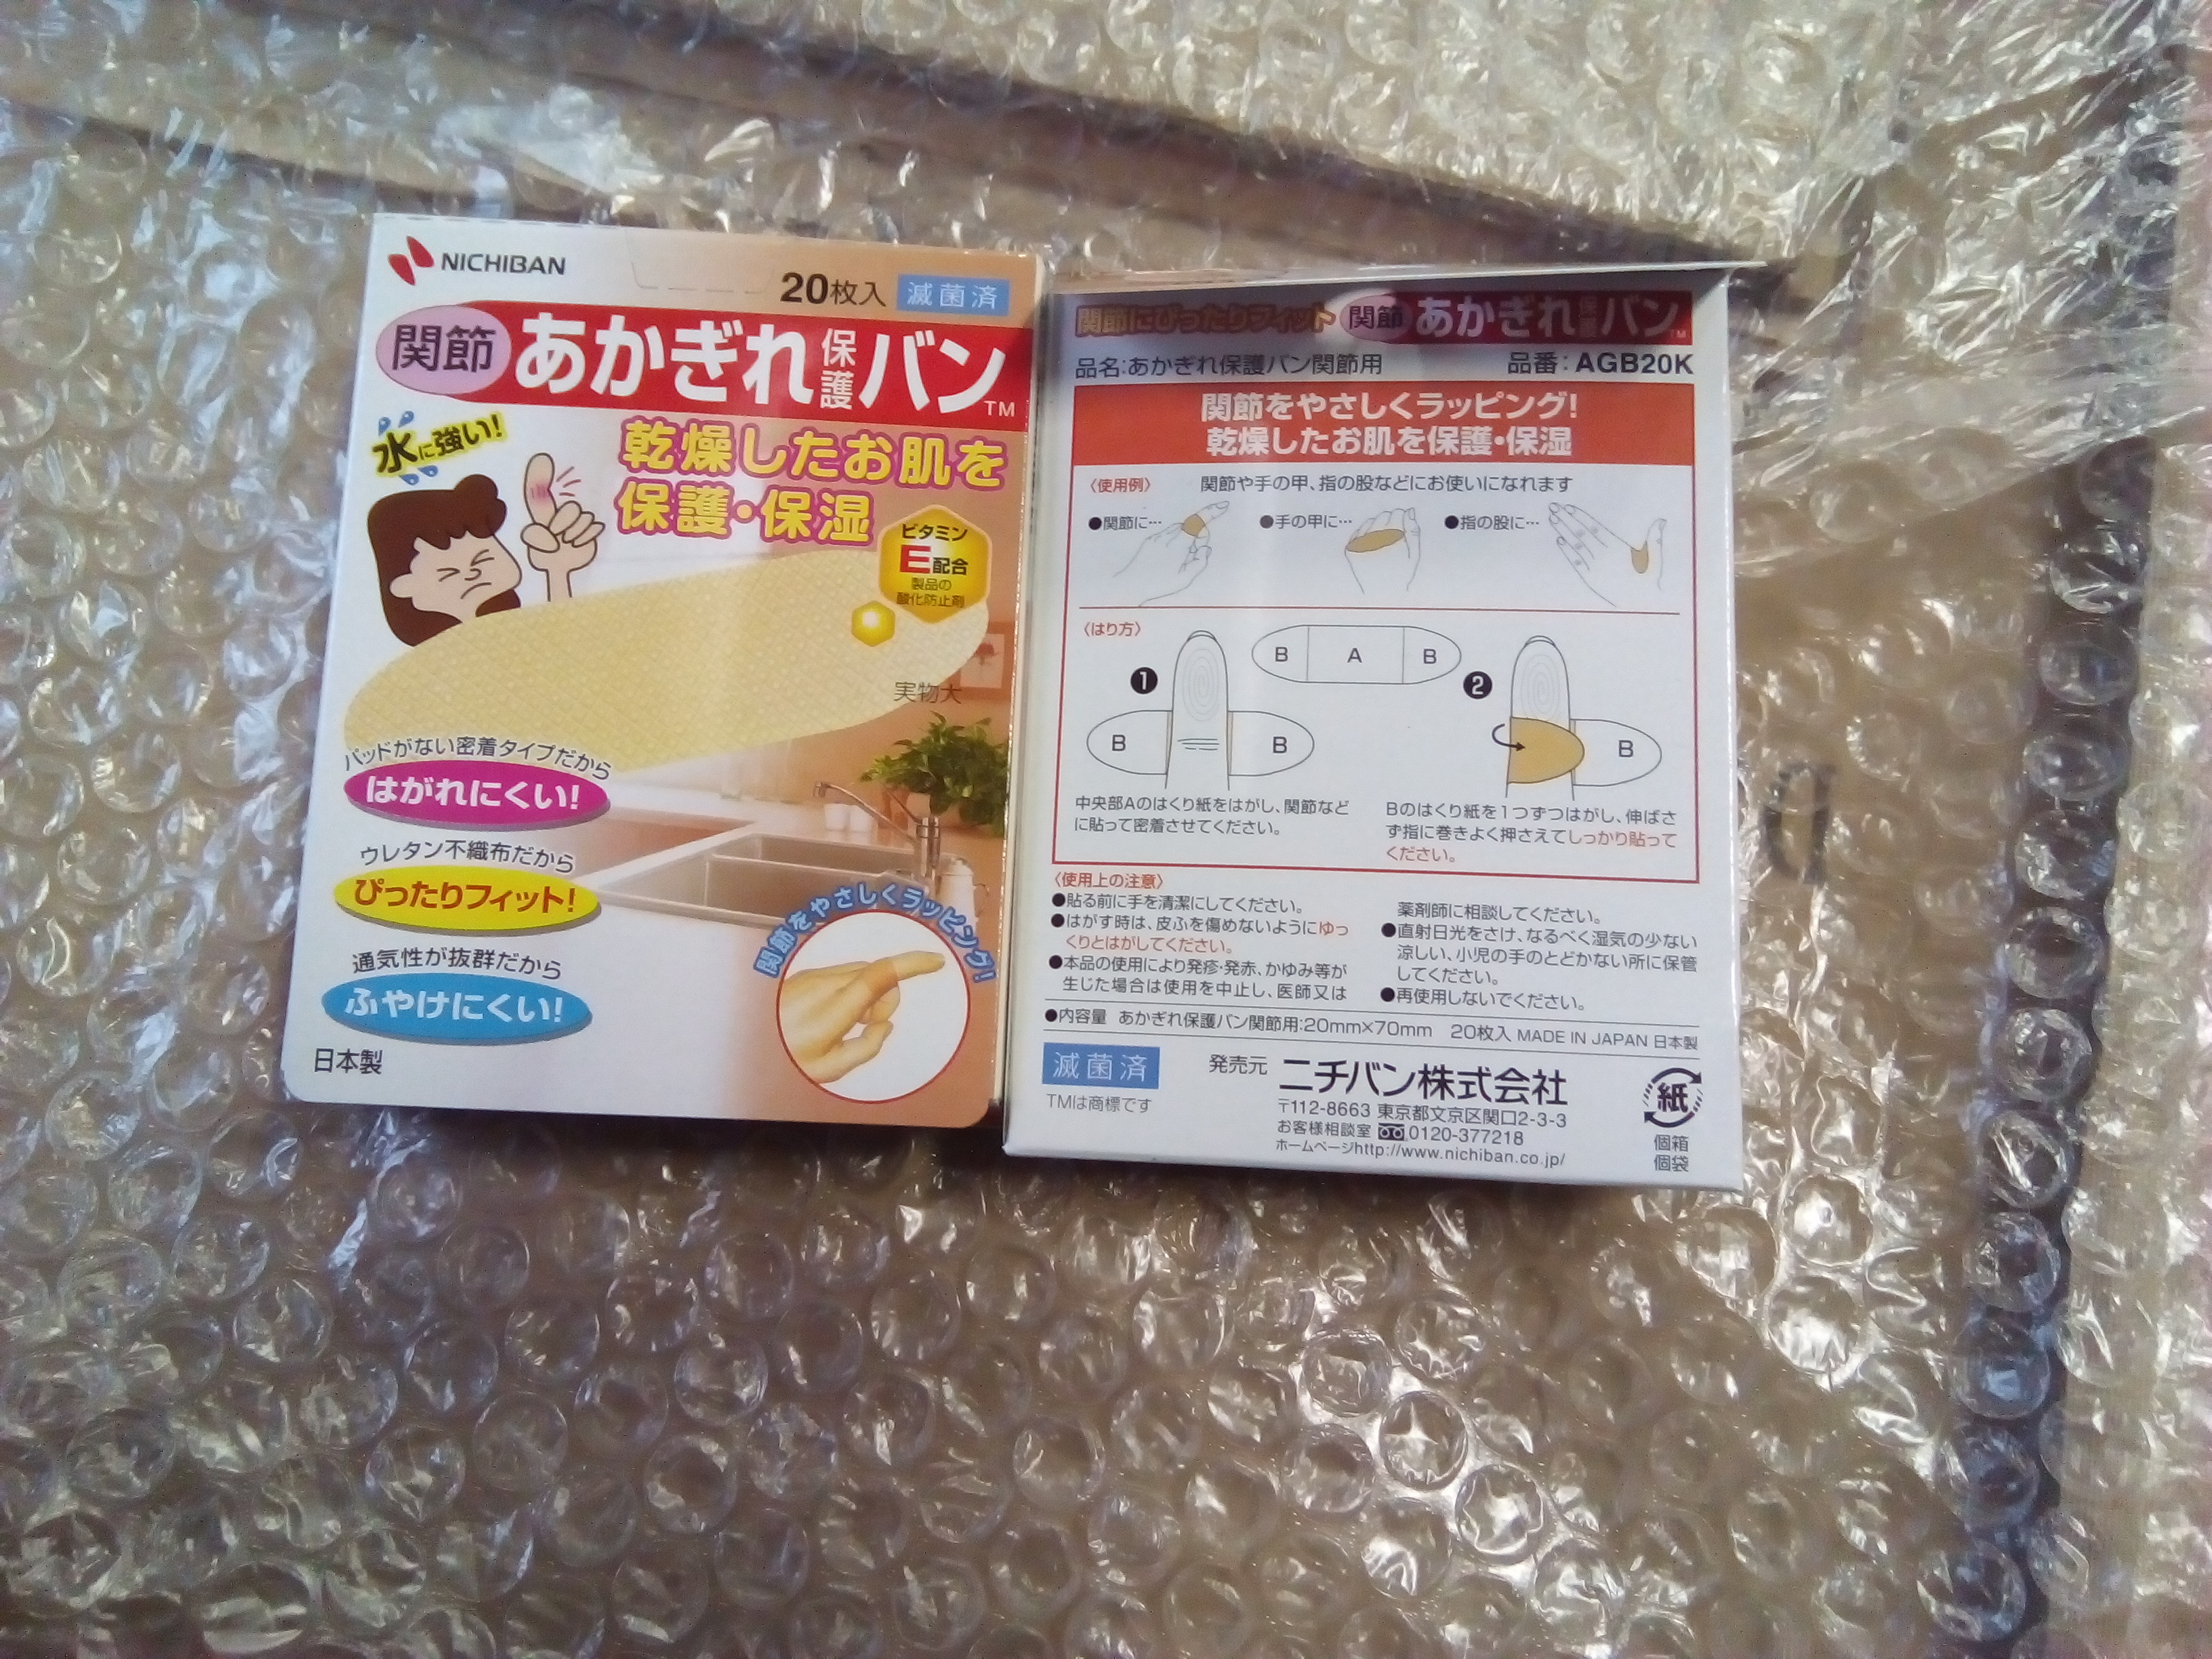 NICHIBAN
20枚入 滅菌済
関節 あかぎれ保護バン™
水に強い!
乾燥したお肌を
保護・保湿
ビタミン
E配合
製品の
酸化防止剤
実物大
パッドがない密着タイプだから
はがれにくい!
ウレタン不織布だから
ぴったりフィット!
通気性が抜群だから
ふやけにくい!
関節をやさしくラッピング!
日本製
関節にぴったりフィット 関節 あかぎれ保護バン™
品名:あかぎれ保護バン関節用 品番:AGB20K
関節をやさしくラッピング!
乾燥したお肌を保護・保湿
〈使用例〉 関節や手の甲、指の股などにお使いになれます
●関節に… ●手の甲に… ●指の股に…
〈はり方〉
B A B
1 2
B B B
中央部Aのはくり紙をはがし、関節など
に貼って密着させてください。
Bのはくり紙を1つずつはがし、伸ばさ
ず指に巻きよく押さえてしっかり貼って
ください。
〈使用上の注意〉
●貼る前に手を清潔にしてください。
●はがす時は、皮ふを傷めないようにゆっ
くりとはがしてください。
●本品の使用により発疹・発赤、かゆみ等が
生じた場合は使用を中止し、医師又は
薬剤師に相談してください。
●直射日光をさけ、なるべく湿気の少ない
涼しい、小児の手のとどかない所に保管
してください。
●再使用しないでください。
●内容量 あかぎれ保護バン関節用:20mm×70mm 20枚入 MADE IN JAPAN 日本製
滅菌済
TMは商標です
発売元 ニチバン株式会社
〒112-8663 東京都文京区関口2-3-3
お客様相談室 0120-377218
ホームページhttp://www.nichiban.co.jp/
紙
個箱
個袋